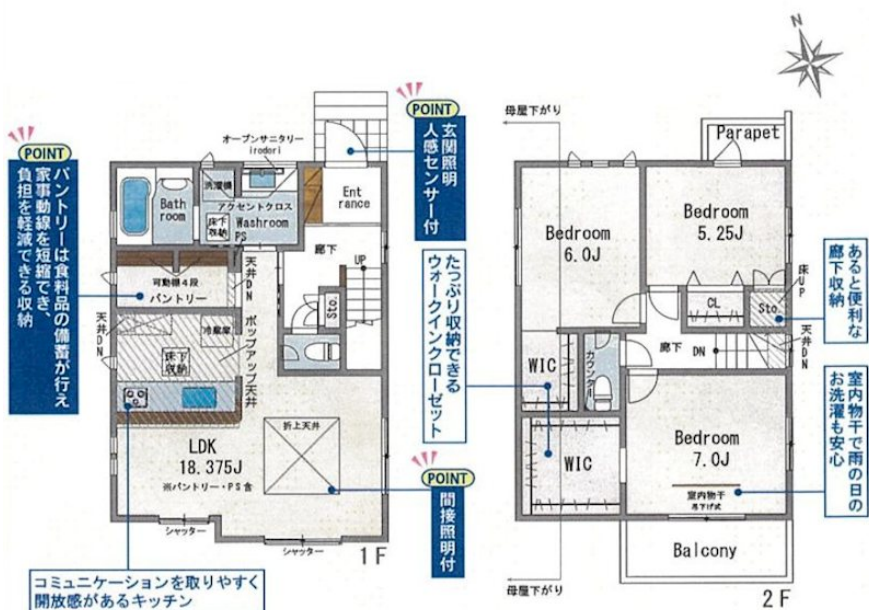 POINT
パントリーは食料品の備蓄が行え
家事動線を短縮でき、
負担を軽減できる収納
オープンサニタリー
irodori
POINT
玄関照明
人感センサー付
Bath
room
洗濯機
アクセントクロス
床下
収納
Washroom
PS
Ent
rance
廊下
UP
Sto
可動棚4段
パントリー
天井DN
天井DN
冷蔵庫
床下
収納
ポップアップ天井
LDK
18.375J
※パントリー・PS含
折上天井
シャッター
シャッター
1F
POINT
間接照明付
コミュニケーションを取りやすく
開放感があるキッチン
たっぷり収納できる
ウォークインクローゼット
N
母屋下がり
Parapet
Bedroom
6.0J
Bedroom
5.25J
CL
Sto
床UP
あると便利な
廊下収納
天井DN
WIC
カウンター
廊下
DN
WIC
Bedroom
7.0J
室内物干
吊下げ式
室内物干で雨の日の
お洗濯も安心
Balcony
母屋下がり
2F